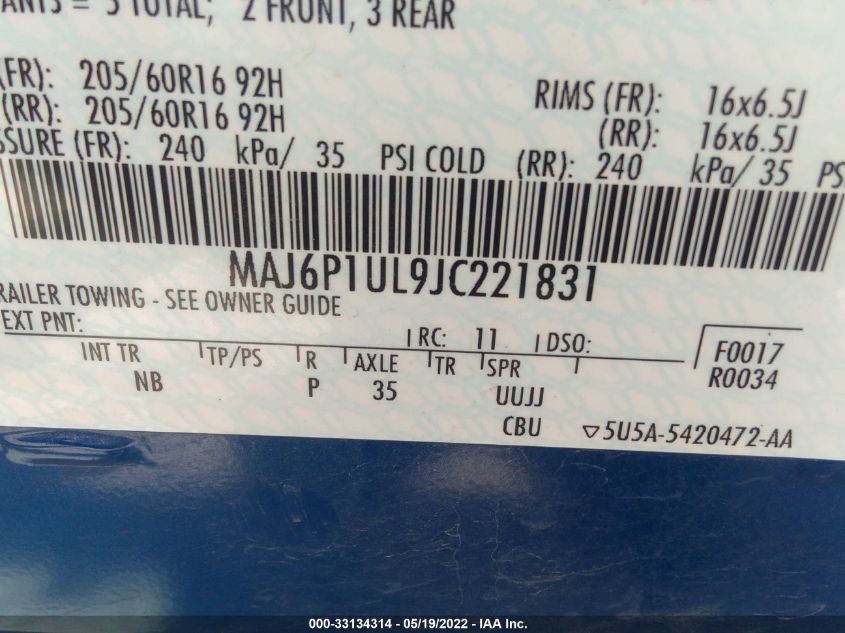 = 5 TOTAL; 2 FRONT, 3 REAR
(FR): 205/60R16 92H RIMS (FR): 16x6.5J
(RR): 205/60R16 92H (RR): 16x6.5J
(FR): 240 kPa/ 35 PSI COLD (RR): 240 kPa/ 35 PS
MAJ6P1UL9JC221831
RAILER TOWING - SEE OWNER GUIDE
EXT PNT: RC: 11 DSO: F0017
R0034
INT TR TP/PS R AXLE TR SPR
NB P 35 UUJJ
CBU ▽5U5A-5420472-AA
000-33134314 - 05/19/2022 - IAA Inc.